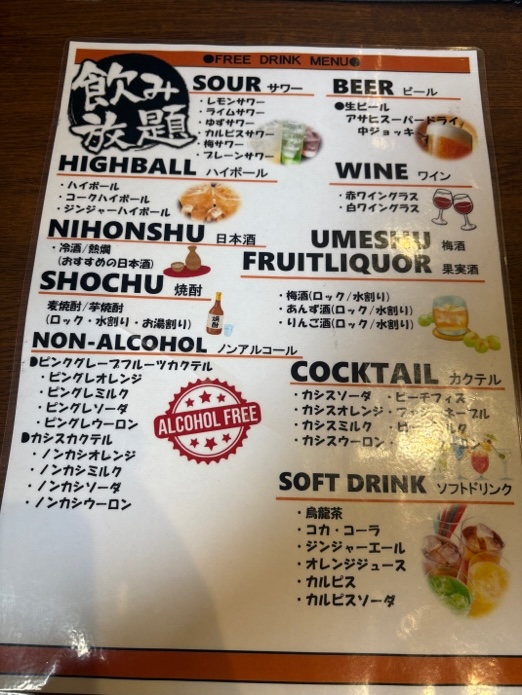 ●FREE DRINK MENU●
飲み
放題
SOUR サワー
・レモンサワー
・ライムサワー
・ゆずサワー
・カルピスサワー
・梅サワー
・プレーンサワー
BEER ビール
●生ビール
アサヒスーパードライ
中ジョッキ
HIGHBALL ハイボール
・ハイボール
・コークハイボール
・ジンジャーハイボール
WINE ワイン
・赤ワイングラス
・白ワイングラス
NIHONSHU 日本酒
・冷酒/熱燗
(おすすめの日本酒)
UMESHU 梅酒
FRUITLIQUOR 果実酒
・梅酒(ロック/水割り)
・あんず酒(ロック/水割り)
・りんご酒(ロック/水割り)
SHOCHU 焼酎
麦焼酎/芋焼酎
(ロック・水割り・お湯割り)
焼酎
NON-ALCOHOL ノンアルコール
ピンクグレープフルーツカクテル
・ピングレオレンジ
・ピングレミルク
・ピングレソーダ
・ピングレウーロン
カシスカクテル
・ノンカシオレンジ
・ノンカシミルク
・ノンカシソーダ
・ノンカシウーロン
ALCOHOL FREE
COCKTAIL カクテル
・カシスソーダ ・ピーチフィズ
・カシスオレンジ
・カシスミルク
・カシスウーロン
SOFT DRINK ソフトドリンク
・烏龍茶
・コカ・コーラ
・ジンジャーエール
・オレンジジュース
・カルピス
・カルピスソーダ